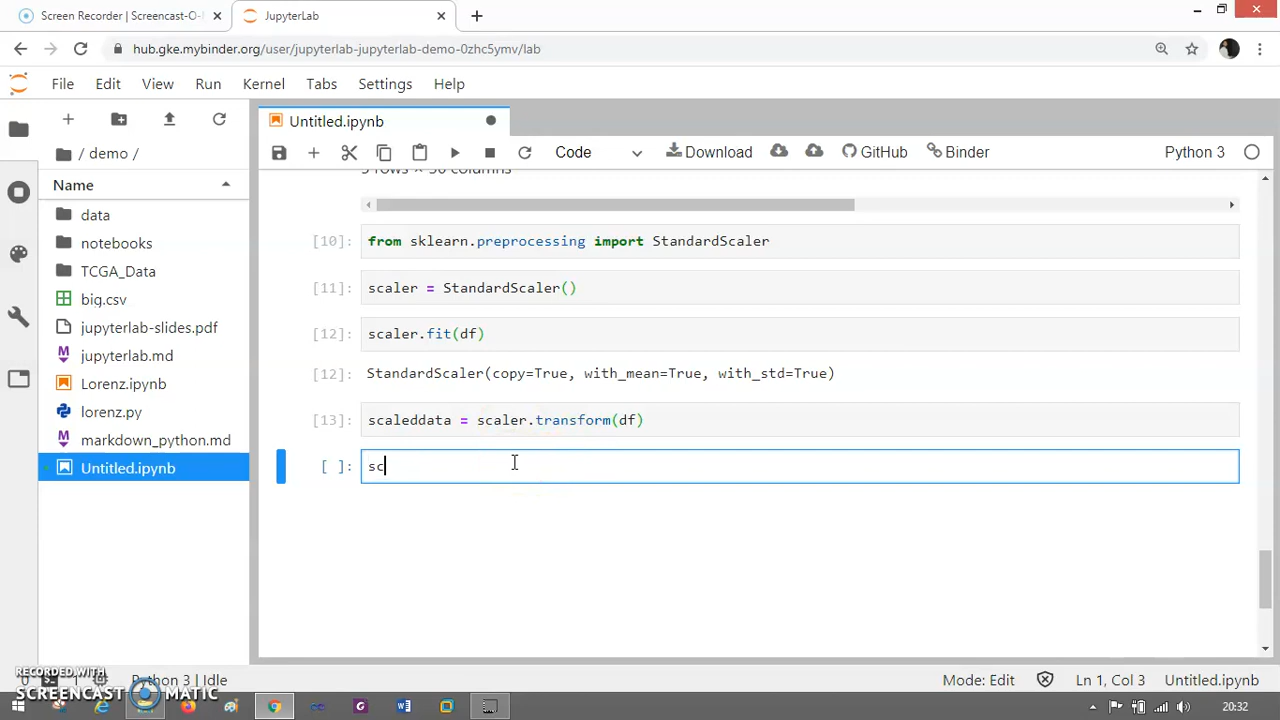 Screen Recorder | Screencast-O-
JupyterLab
hub.gke.mybinder.org/user/jupyterlab-jupyterlab-demo-0zhc5ymv/lab
File Edit View Run Kernel Tabs Settings Help
Untitled.ipynb
/ demo /
Code
Download
GitHub
Binder
Python 3
Name
data
notebooks
TCGA_Data
big.csv
jupyterlab-slides.pdf
jupyterlab.md
Lorenz.ipynb
lorenz.py
markdown_python.md
Untitled.ipynb
5 rows × 30 columns
[10]: from sklearn.preprocessing import StandardScaler
[11]: scaler = StandardScaler()
[12]: scaler.fit(df)
[12]: StandardScaler(copy=True, with_mean=True, with_std=True)
[13]: scaleddata = scaler.transform(df)
[ ]: sc
RECORDED WITH
SCREENCAST MATIC
Python 3 | Idle
Mode: Edit
Ln 1, Col 3
Untitled.ipynb
20:32